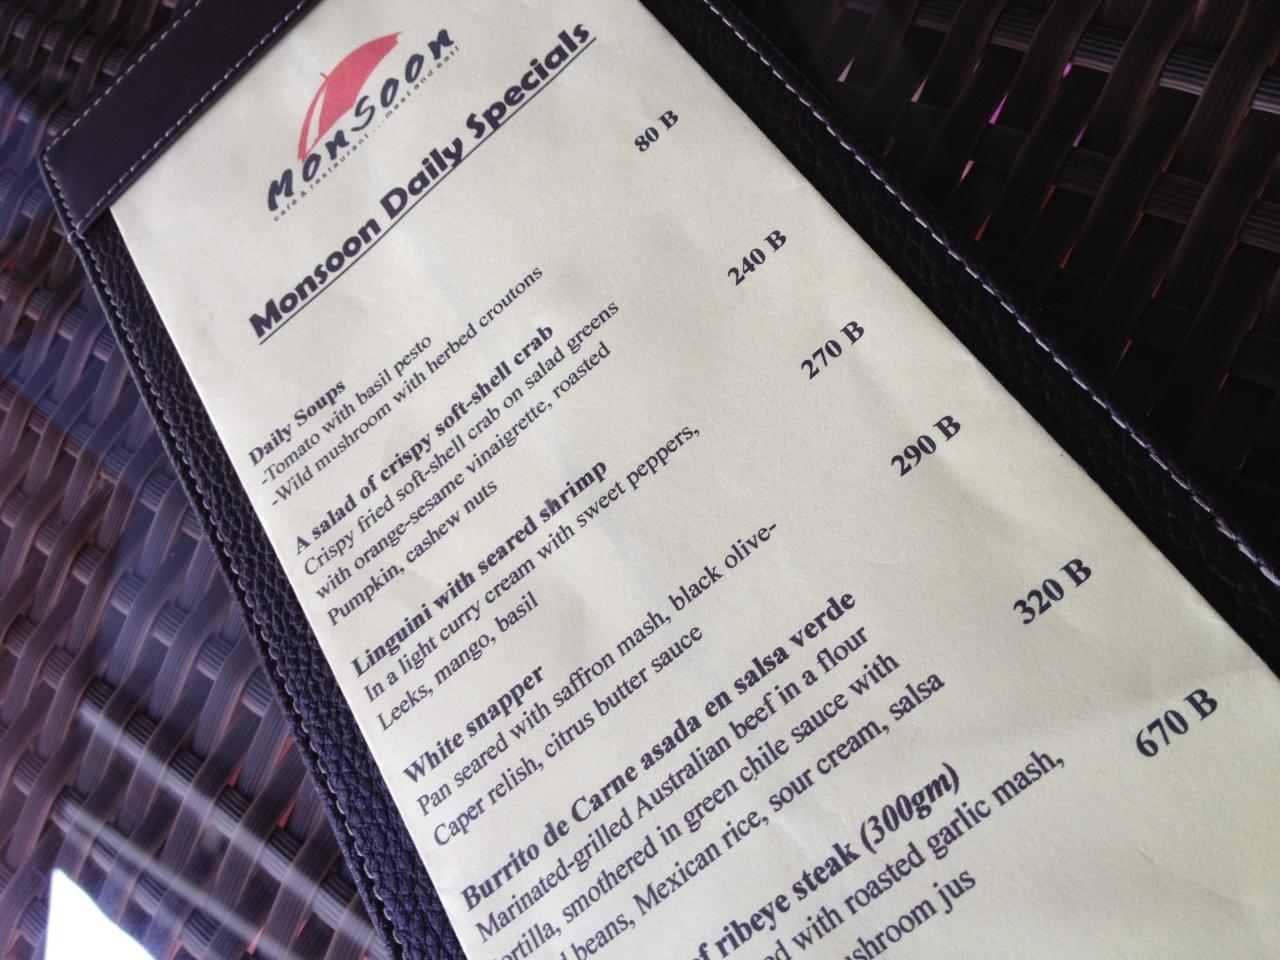 MONSOON
café & restaurant ... meet and eat!
Monsoon Daily Specials
Daily Soups 80 B
-Tomato with basil pesto
-Wild mushroom with herbed croutons
A salad of crispy soft-shell crab 240 B
Crispy fried soft-shell crab on salad greens
with orange-sesame vinaigrette, roasted
Pumpkin, cashew nuts
Linguini with seared shrimp 270 B
In a light curry cream with sweet peppers,
Leeks, mango, basil
White snapper 290 B
Pan seared with saffron mash, black olive-
Caper relish, citrus butter sauce
Burrito de Carne asada en salsa verde 320 B
Marinated-grilled Australian beef in a flour
ortilla, smothered in green chile sauce with
beans, Mexican rice, sour cream, salsa
of ribeye steak (300gm) 670 B
with roasted garlic mash,
ushroom jus